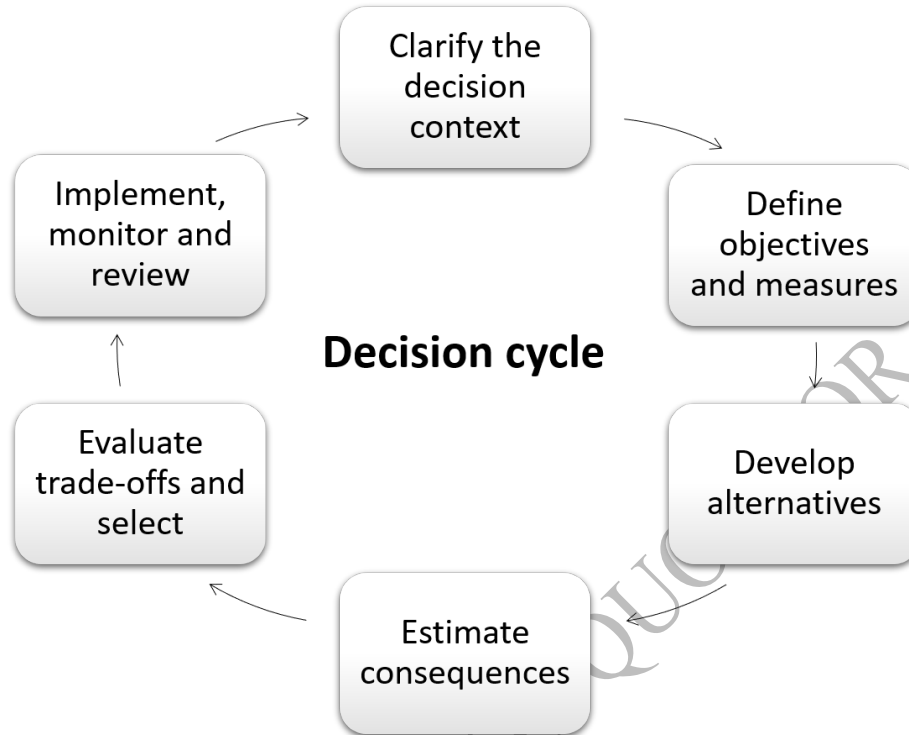 Clarify the
decision
context
Define
objectives
and measures
Develop
alternatives
Estimate
consequences
Evaluate
trade-offs and
select
Implement,
monitor and
review
Decision cycle